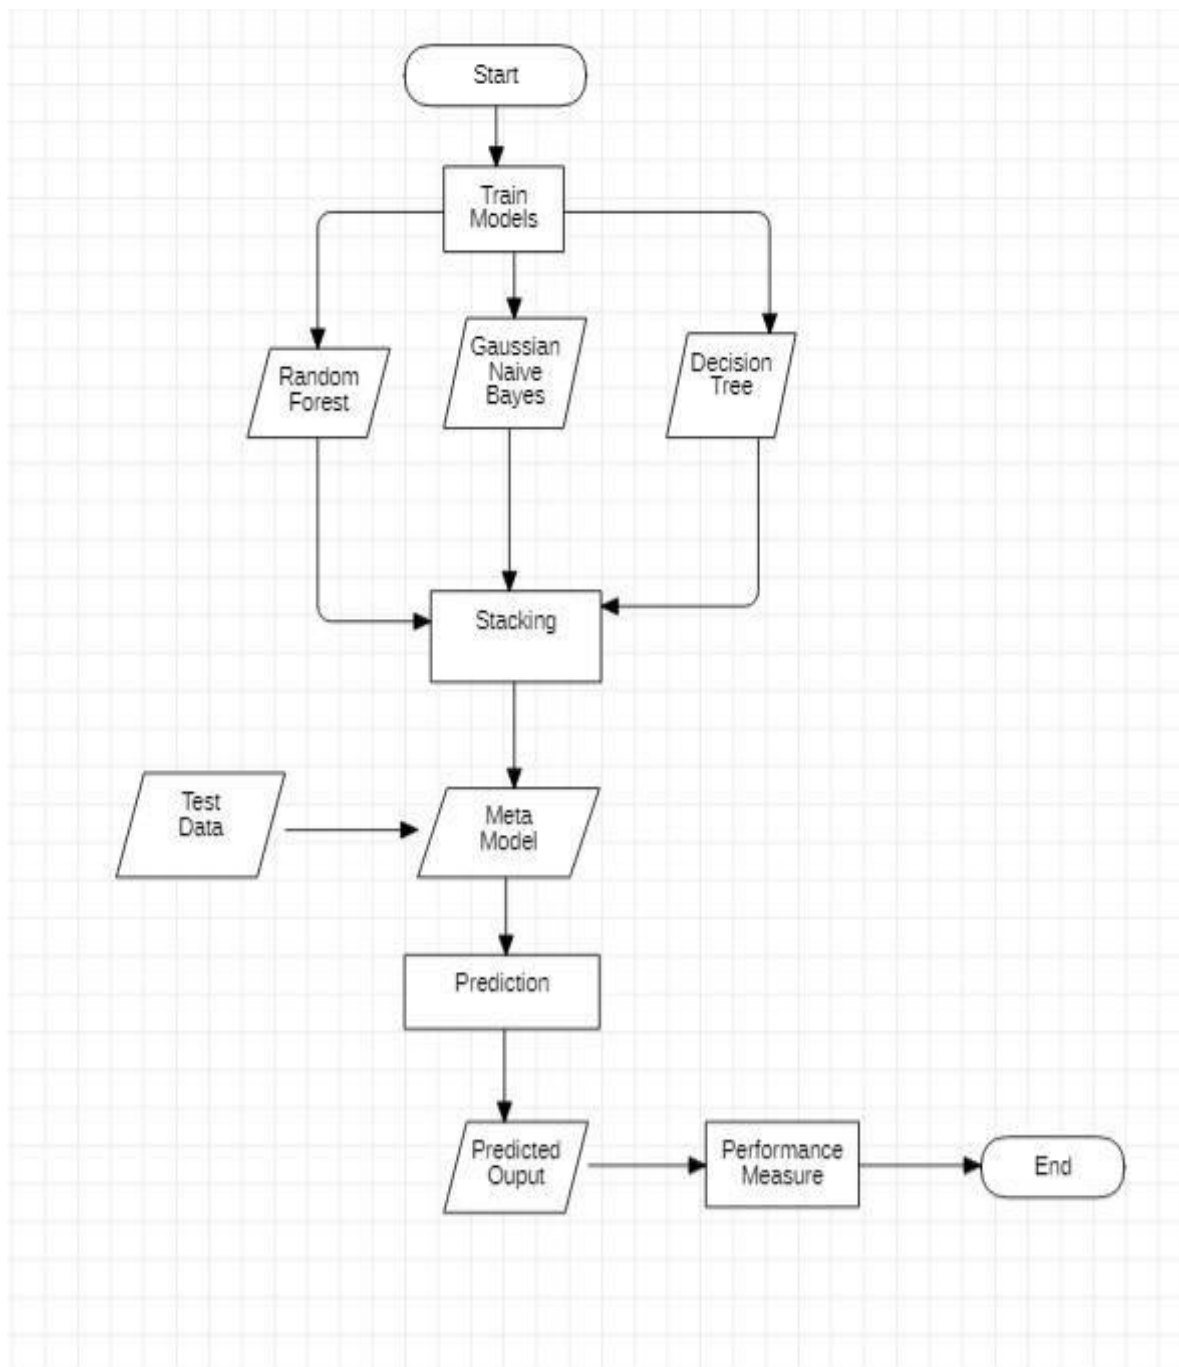 Start
Train
Models
Random
Forest
Gaussian
Naive
Bayes
Decision
Tree
Stacking
Test
Data
Meta
Model
Prediction
Predicted
Ouput
Performance
Measure
End